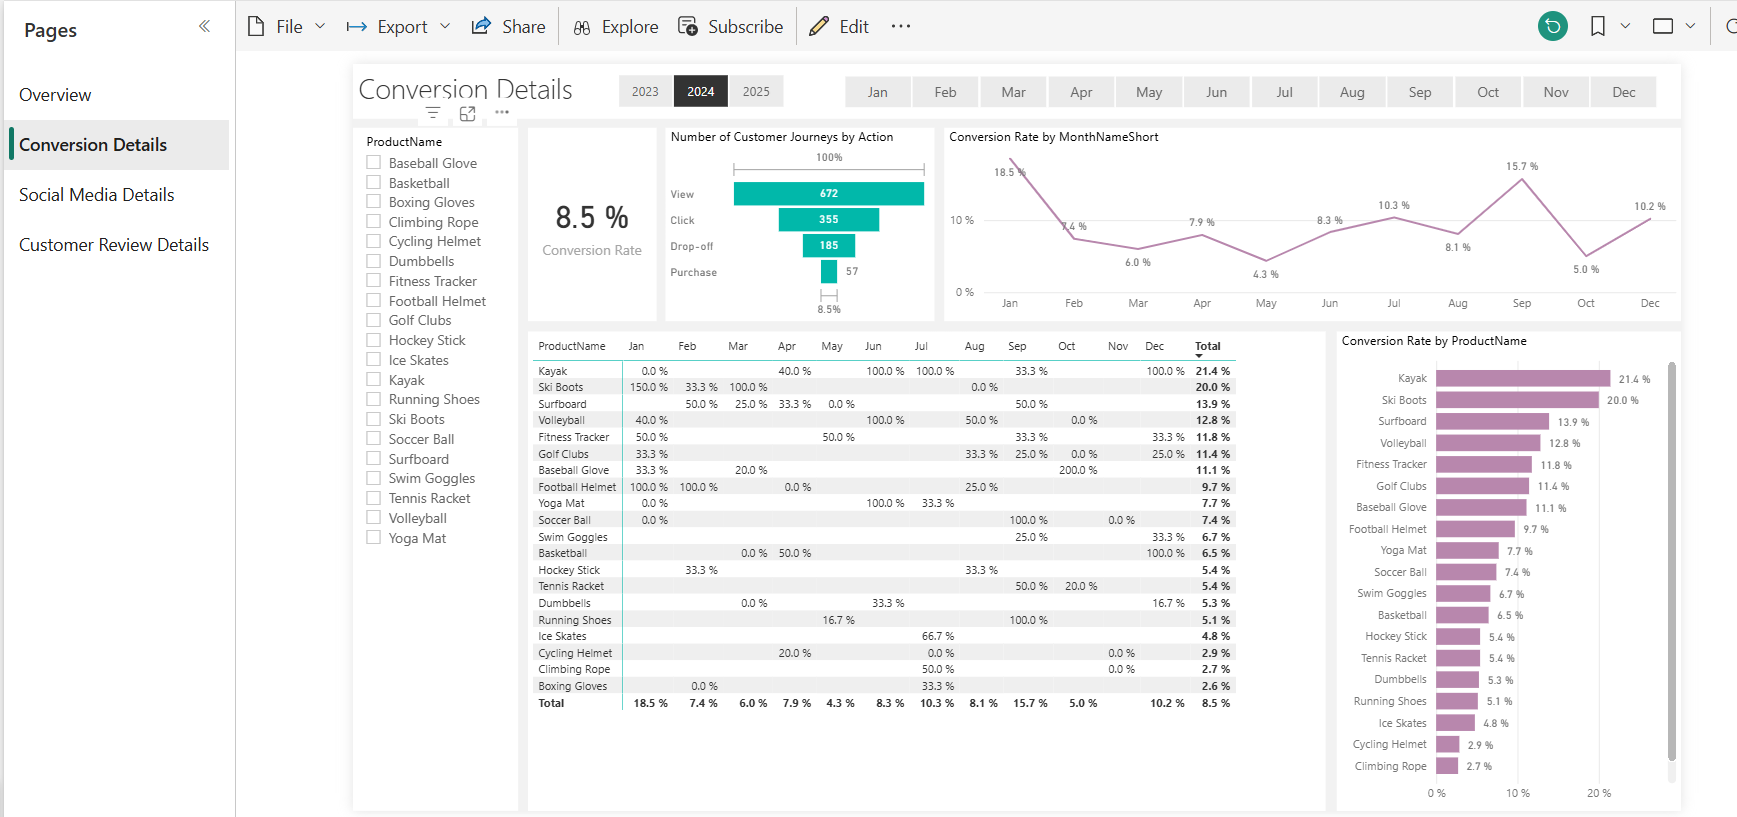 Pages
Overview
Conversion Details
Social Media Details
Customer Review Details
File Export Share Explore Subscribe Edit
Conversion Details
2023 2024 2025
Jan Feb Mar Apr May Jun Jul Aug Sep Oct Nov Dec
ProductName
Baseball Glove
Basketball
Boxing Gloves
Climbing Rope
Cycling Helmet
Dumbbells
Fitness Tracker
Football Helmet
Golf Clubs
Hockey Stick
Ice Skates
Kayak
Running Shoes
Ski Boots
Soccer Ball
Surfboard
Swim Goggles
Tennis Racket
Volleyball
Yoga Mat
8.5 %
Conversion Rate
Number of Customer Journeys by Action
100%
View 672
Click 355
Drop-off 185
Purchase 57
8.5%
Conversion Rate by MonthNameShort
10 %
0 %
18.5 % 7.4 % 6.0 % 7.9 % 4.3 % 8.3 % 10.3 % 8.1 % 15.7 % 5.0 % 10.2 %
Jan Feb Mar Apr May Jun Jul Aug Sep Oct Dec
ProductName Jan Feb Mar Apr May Jun Jul Aug Sep Oct Nov Dec Total
Kayak 0.0 % 40.0 % 100.0 % 100.0 % 33.3 % 100.0 % 21.4 %
Ski Boots 150.0 % 33.3 % 100.0 % 0.0 % 20.0 %
Surfboard 50.0 % 25.0 % 33.3 % 0.0 % 50.0 % 13.9 %
Volleyball 40.0 % 100.0 % 50.0 % 0.0 % 12.8 %
Fitness Tracker 50.0 % 50.0 % 33.3 % 33.3 % 11.8 %
Golf Clubs 33.3 % 33.3 % 25.0 % 0.0 % 25.0 % 11.4 %
Baseball Glove 33.3 % 20.0 % 200.0 % 11.1 %
Football Helmet 100.0 % 100.0 % 0.0 % 25.0 % 9.7 %
Yoga Mat 0.0 % 100.0 % 33.3 % 7.7 %
Soccer Ball 0.0 % 100.0 % 0.0 % 7.4 %
Swim Goggles 25.0 % 33.3 % 6.7 %
Basketball 0.0 % 50.0 % 100.0 % 6.5 %
Hockey Stick 33.3 % 33.3 % 5.4 %
Tennis Racket 50.0 % 20.0 % 5.4 %
Dumbbells 0.0 % 33.3 % 16.7 % 5.3 %
Running Shoes 16.7 % 100.0 % 5.1 %
Ice Skates 66.7 % 4.8 %
Cycling Helmet 20.0 % 0.0 % 0.0 % 2.9 %
Climbing Rope 50.0 % 0.0 % 2.7 %
Boxing Gloves 0.0 % 33.3 % 2.6 %
Total 18.5 % 7.4 % 6.0 % 7.9 % 4.3 % 8.3 % 10.3 % 8.1 % 15.7 % 5.0 % 10.2 % 8.5 %
Conversion Rate by ProductName
Kayak 21.4 %
Ski Boots 20.0 %
Surfboard 13.9 %
Volleyball 12.8 %
Fitness Tracker 11.8 %
Golf Clubs 11.4 %
Baseball Glove 11.1 %
Football Helmet 9.7 %
Yoga Mat 7.7 %
Soccer Ball 7.4 %
Swim Goggles 6.7 %
Basketball 6.5 %
Hockey Stick 5.4 %
Tennis Racket 5.4 %
Dumbbells 5.3 %
Running Shoes 5.1 %
Ice Skates 4.8 %
Cycling Helmet 2.9 %
Climbing Rope 2.7 %
0 % 10 % 20 %